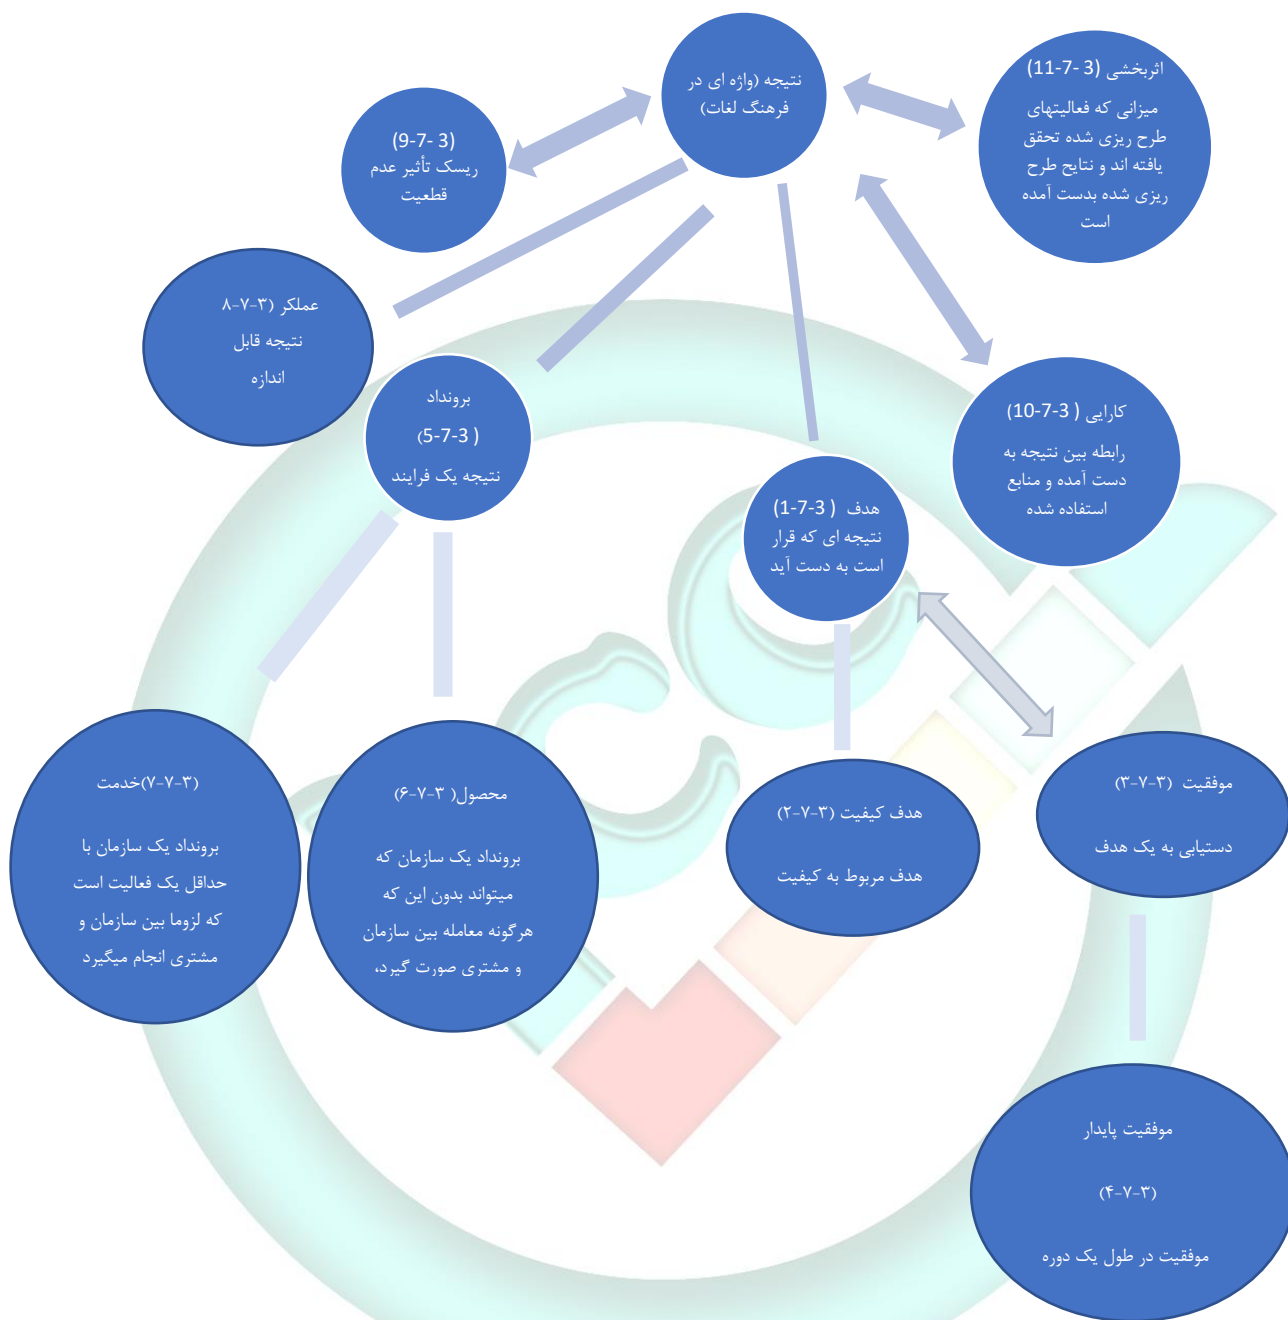 نتیجه (واژه ای در
فرهنگ لغات)
اثربخشی (3 -7-11)
میزانی که فعالیتهای
طرح ریزی شده تحقق
یافته اند و نتایج طرح
ریزی شده بدست آمده
است
(3 -7-9)
ریسک تأثیر عدم
قطعیت
عملکر (۳-۷-۸
نتیجه قابل
اندازه
برونداد
(3-7-5 )
نتیجه یک فرایند
کارایی ( 3-7-10)
رابطه بین نتیجه به
دست آمده و منابع
استفاده شده
هدف ( 3-7-1)
نتیجه ای که قرار
است به دست آید
(۳-۷-۷)خدمت
برونداد یک سازمان با
حداقل یک فعالیت است
که لزوما بین سازمان و
مشتری انجام میگیرد
محصول( ۳-۷-۶)
برونداد یک سازمان که
میتواند بدون این که
هرگونه معامله بین سازمان
و مشتری صورت گیرد،
هدف کیفیت (۳-۷-۲)
هدف مربوط به کیفیت
موفقیت (۳-۷-۳)
دستیابی به یک هدف
موفقیت پایدار
(۳-۷-۴)
موفقیت در طول یک دوره